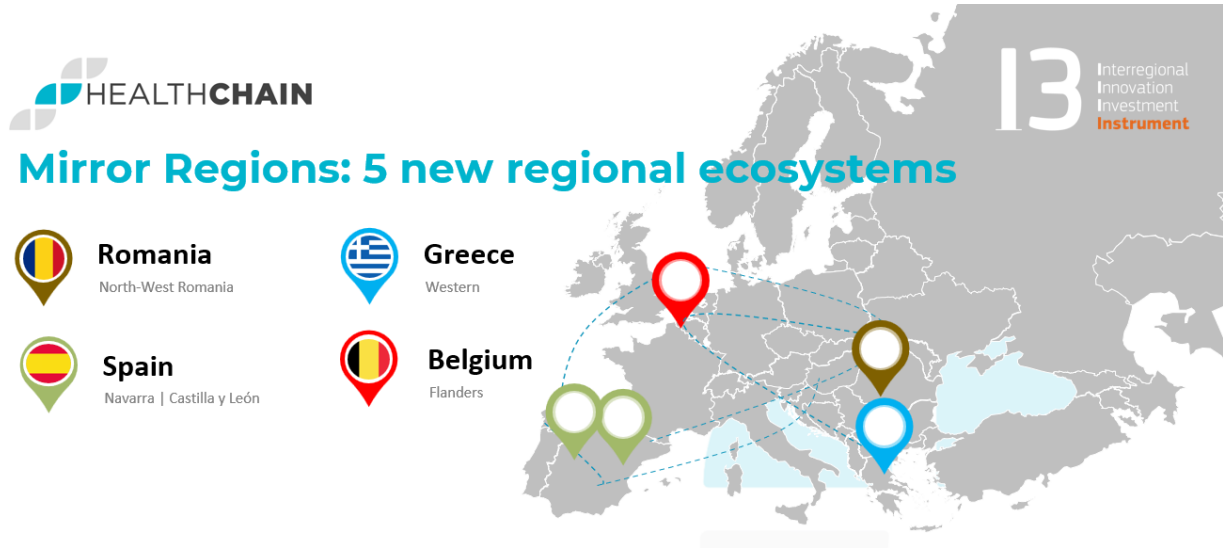 HEALTHCHAIN
I3
Interregional
Innovation
Investment
Instrument
Mirror Regions: 5 new regional ecosystems
Romania
North-West Romania
Greece
Western
Spain
Navarra | Castilla y León
Belgium
Flanders